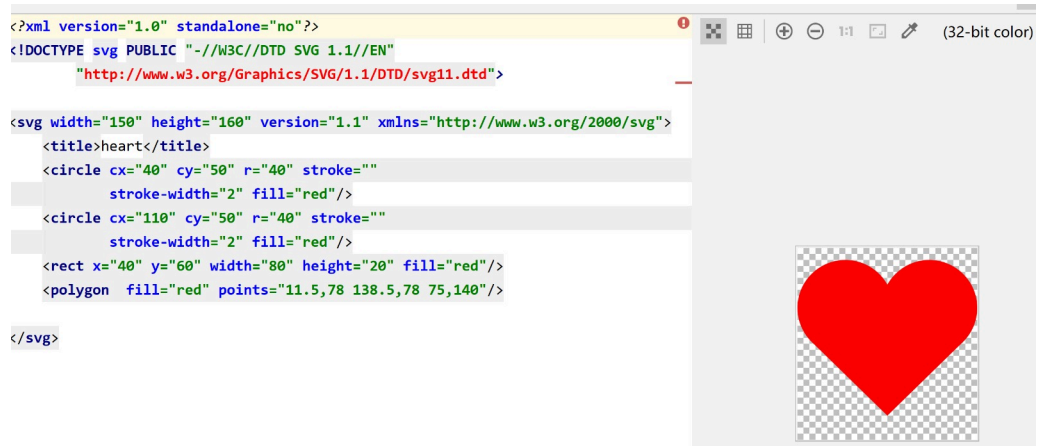 <?xml version="1.0" standalone="no"?>
<!DOCTYPE svg PUBLIC "-//W3C//DTD SVG 1.1//EN"
"http://www.w3.org/Graphics/SVG/1.1/DTD/svg11.dtd">
<svg width="150" height="160" version="1.1" xmlns="http://www.w3.org/2000/svg">
<title>heart</title>
<circle cx="40" cy="50" r="40" stroke=""
stroke-width="2" fill="red"/>
<circle cx="110" cy="50" r="40" stroke=""
stroke-width="2" fill="red"/>
<rect x="40" y="60" width="80" height="20" fill="red"/>
<polygon  fill="red" points="11.5,78 138.5,78 75,140"/>
</svg>
1:1
(32-bit color)